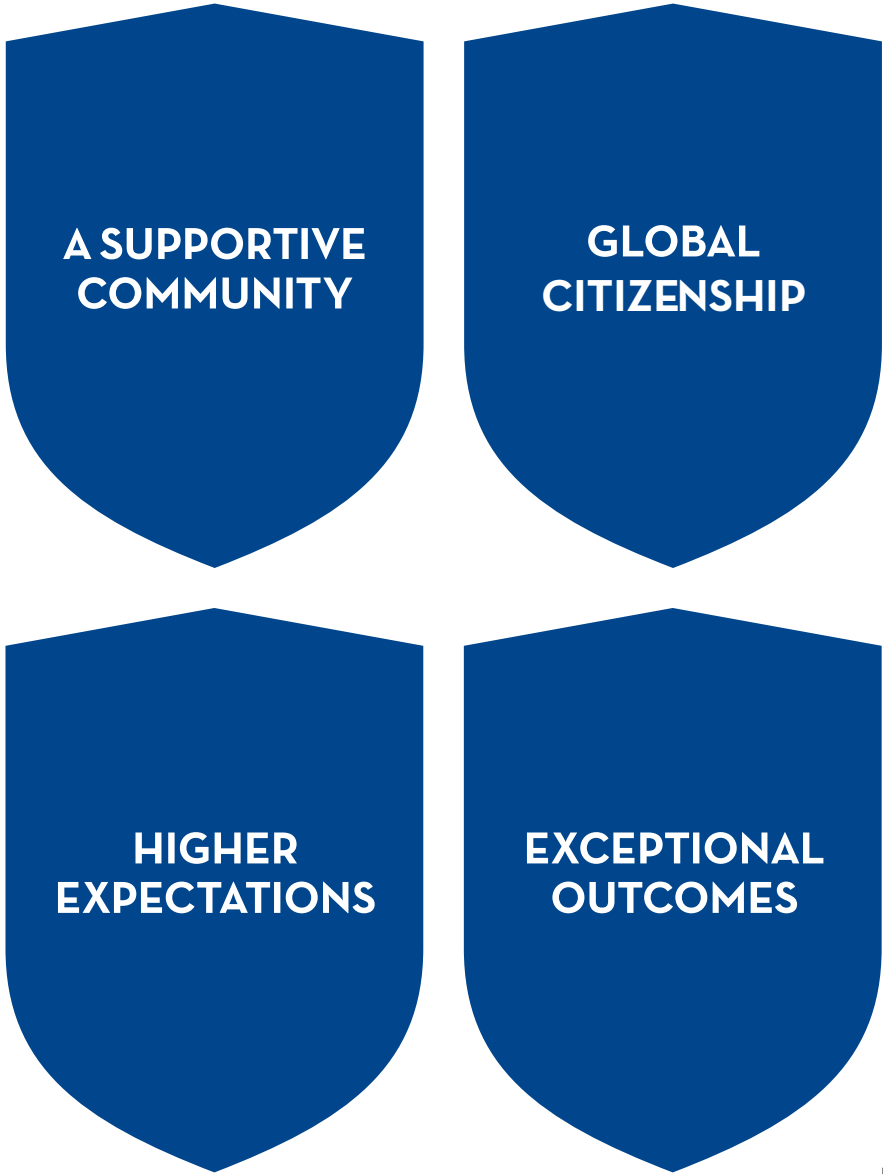 A SUPPORTIVE
COMMUNITY
GLOBAL
CITIZENSHIP
HIGHER
EXPECTATIONS
EXCEPTIONAL
OUTCOMES